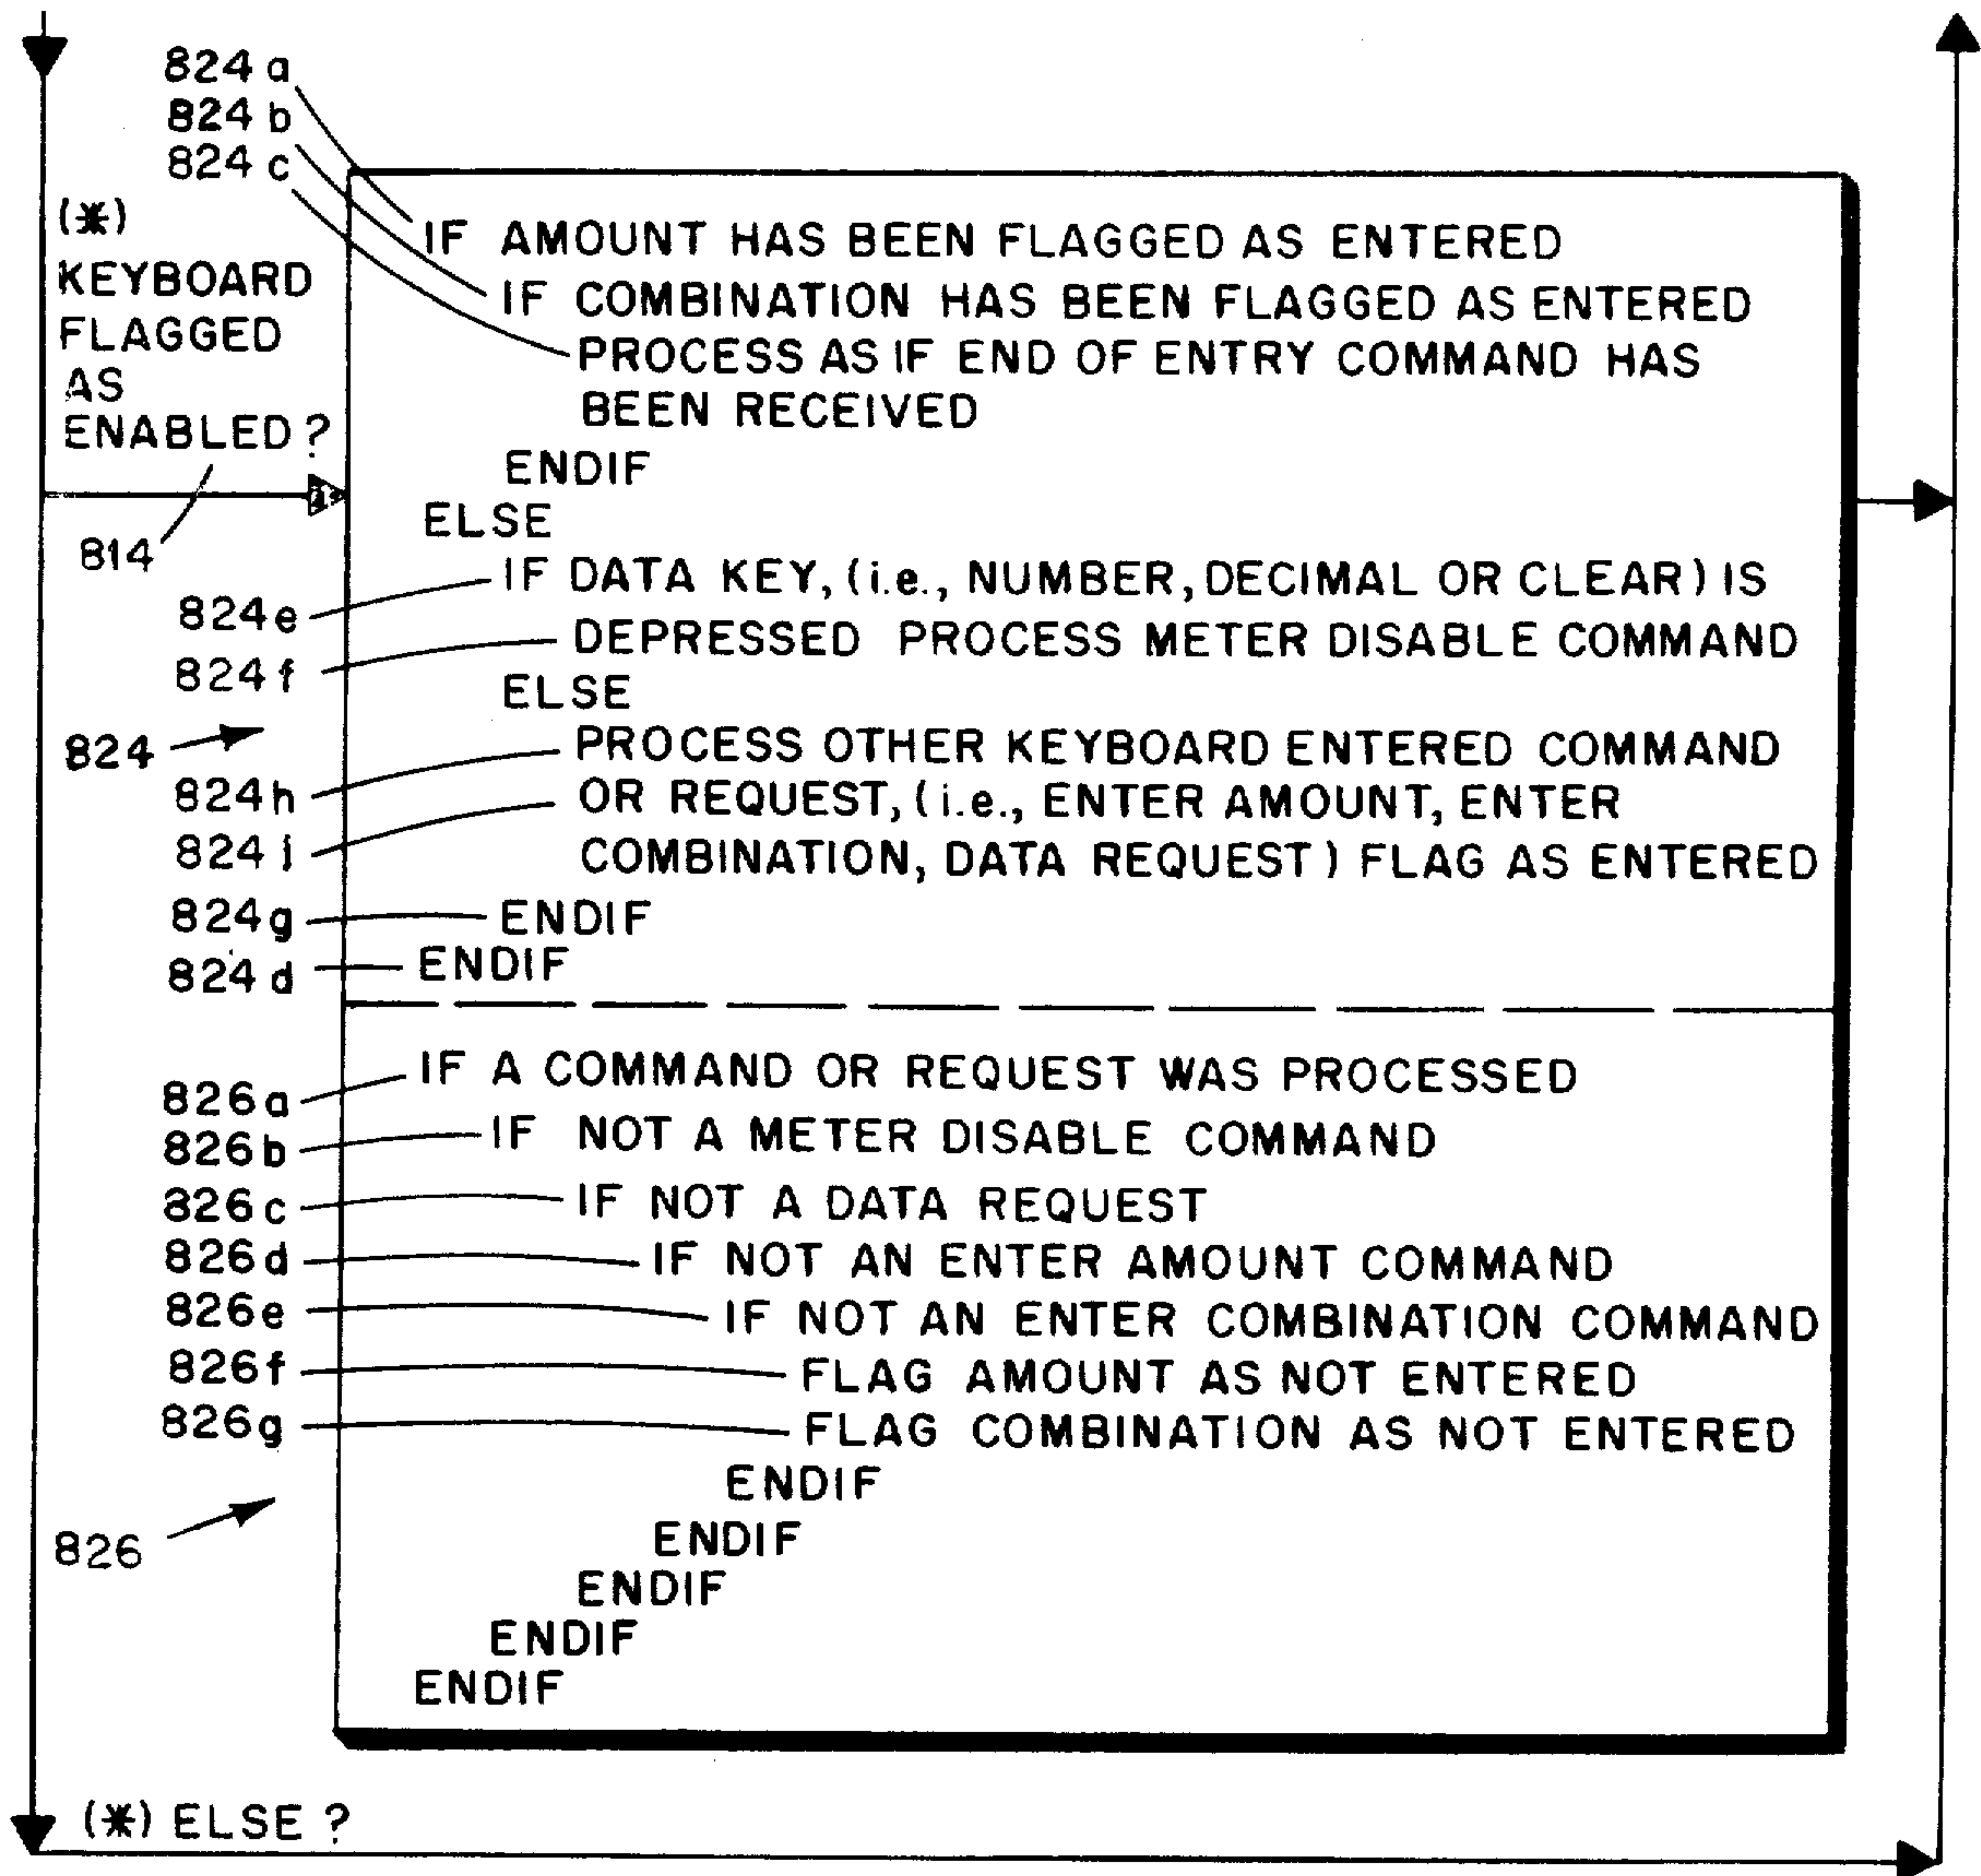 824 a
824 b
824 c
(*)
KEYBOARD
FLAGGED
AS
ENABLED ?
814
IF AMOUNT HAS BEEN FLAGGED AS ENTERED
IF COMBINATION HAS BEEN FLAGGED AS ENTERED
PROCESS AS IF END OF ENTRY COMMAND HAS
BEEN RECEIVED
ENDIF
ELSE
824e IF DATA KEY, (i.e., NUMBER, DECIMAL OR CLEAR) IS
824f DEPRESSED PROCESS METER DISABLE COMMAND
ELSE
824
824h PROCESS OTHER KEYBOARD ENTERED COMMAND
824i OR REQUEST, (i.e., ENTER AMOUNT, ENTER
COMBINATION, DATA REQUEST) FLAG AS ENTERED
824g ENDIF
824d ENDIF
826a IF A COMMAND OR REQUEST WAS PROCESSED
826b IF NOT A METER DISABLE COMMAND
826c IF NOT A DATA REQUEST
826d IF NOT AN ENTER AMOUNT COMMAND
826e IF NOT AN ENTER COMBINATION COMMAND
826f FLAG AMOUNT AS NOT ENTERED
826g FLAG COMBINATION AS NOT ENTERED
ENDIF
826
ENDIF
ENDIF
ENDIF
ENDIF
(*) ELSE ?